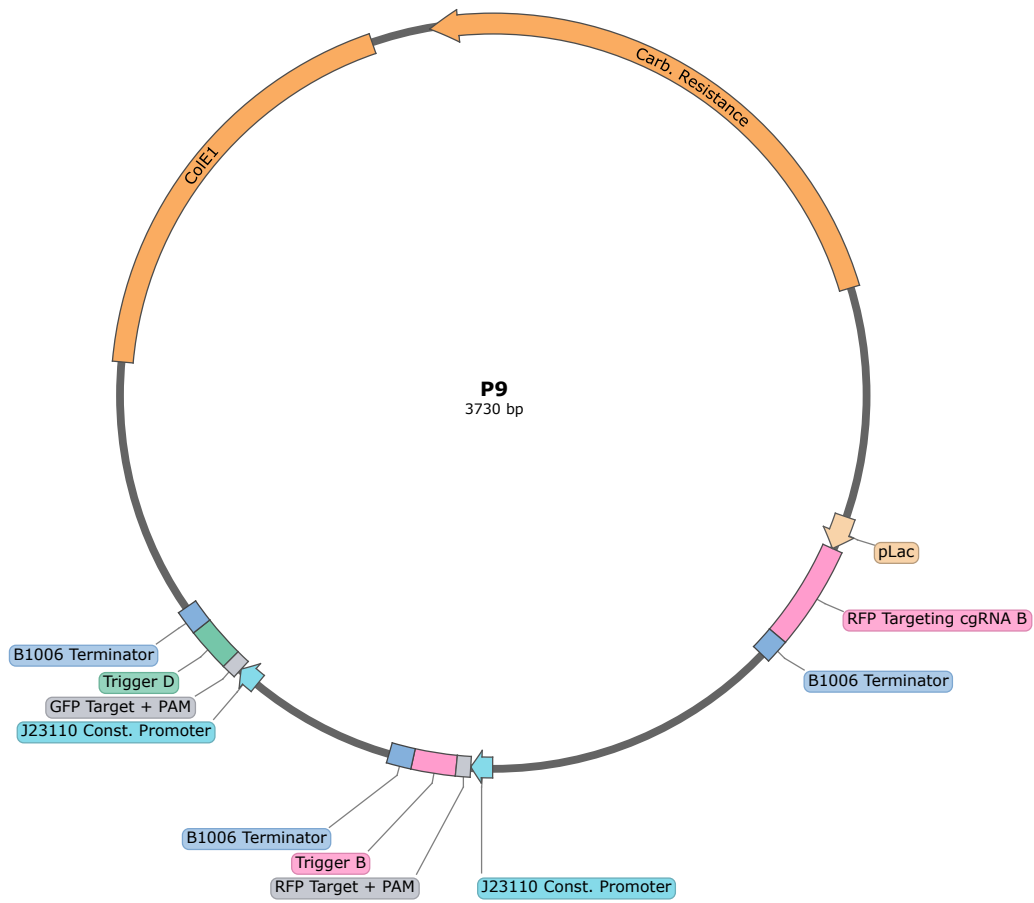 Carb. Resistance
ColE1
P9
3730 bp
pLac
RFP Targeting cgRNA B
B1006 Terminator
B1006 Terminator
Trigger D
GFP Target + PAM
J23110 Const. Promoter
B1006 Terminator
Trigger B
RFP Target + PAM
J23110 Const. Promoter